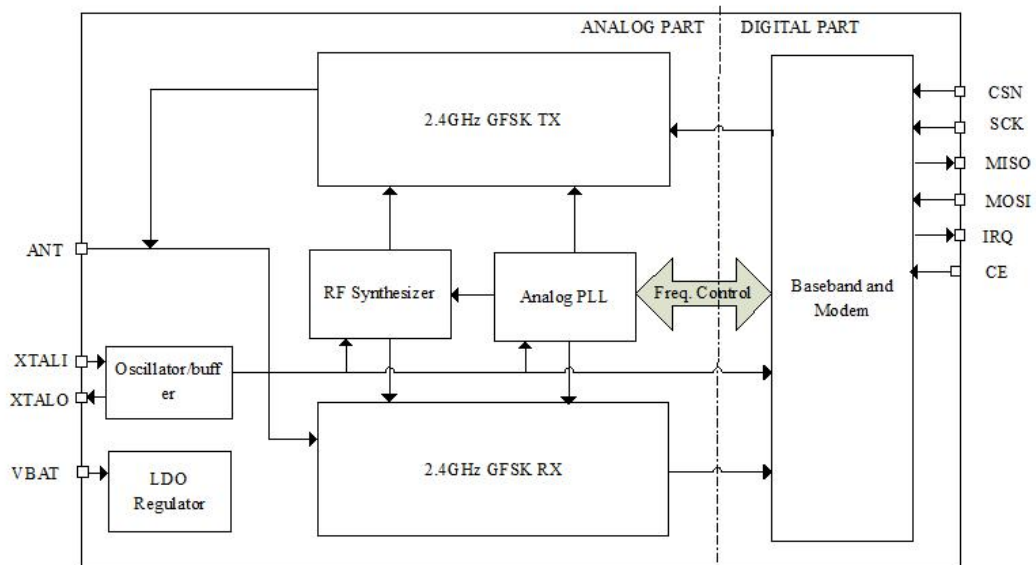 ANALOG PART
DIGITAL PART
2.4GHz GFSK TX
CSN
SCK
MISO
MOSI
IRQ
CE
ANT
RF Synthesizer
Analog PLL
Freq. Control
Baseband and
Modem
XTALI
XTALO
Oscillator/buff
er
VBAT
LDO
Regulator
2.4GHz GFSK RX